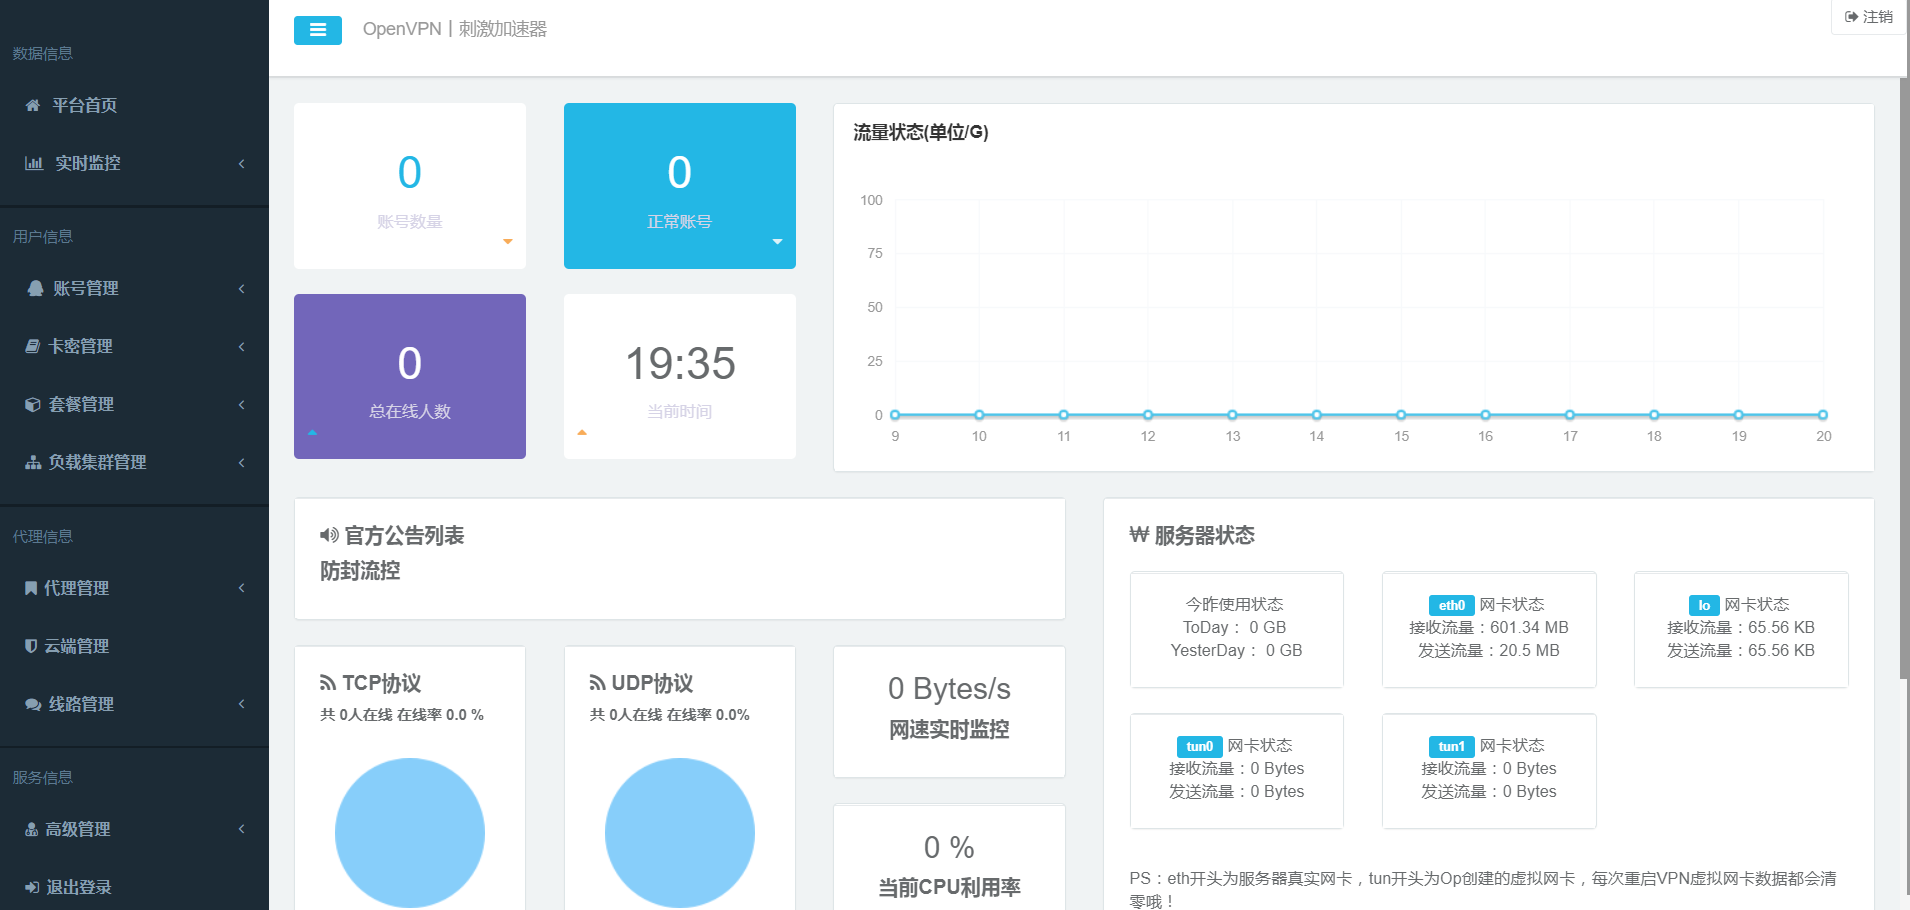 OpenVPN丨刺激加速器
注销
数据信息
平台首页
实时监控
用户信息
账号管理
卡密管理
套餐管理
负载集群管理
代理信息
代理管理
云端管理
线路管理
服务信息
高级管理
退出登录
0
账号数量
0
正常账号
0
总在线人数
19:35
当前时间
流量状态(单位/G)
100
75
50
25
0
9 10 11 12 13 14 15 16 17 18 19 20
官方公告列表
防封流控
TCP协议
共 0人在线 在线率 0.0 %
UDP协议
共 0人在线 在线率 0.0%
0 Bytes/s
网速实时监控
0 %
当前CPU利用率
₩ 服务器状态
今昨使用状态
ToDay： 0 GB
YesterDay： 0 GB
eth0 网卡状态
接收流量：601.34 MB
发送流量：20.5 MB
lo 网卡状态
接收流量：65.56 KB
发送流量：65.56 KB
tun0 网卡状态
接收流量：0 Bytes
发送流量：0 Bytes
tun1 网卡状态
接收流量：0 Bytes
发送流量：0 Bytes
PS：eth开头为服务器真实网卡，tun开头为Op创建的虚拟网卡，每次重启VPN虚拟网卡数据都会清
零哦！